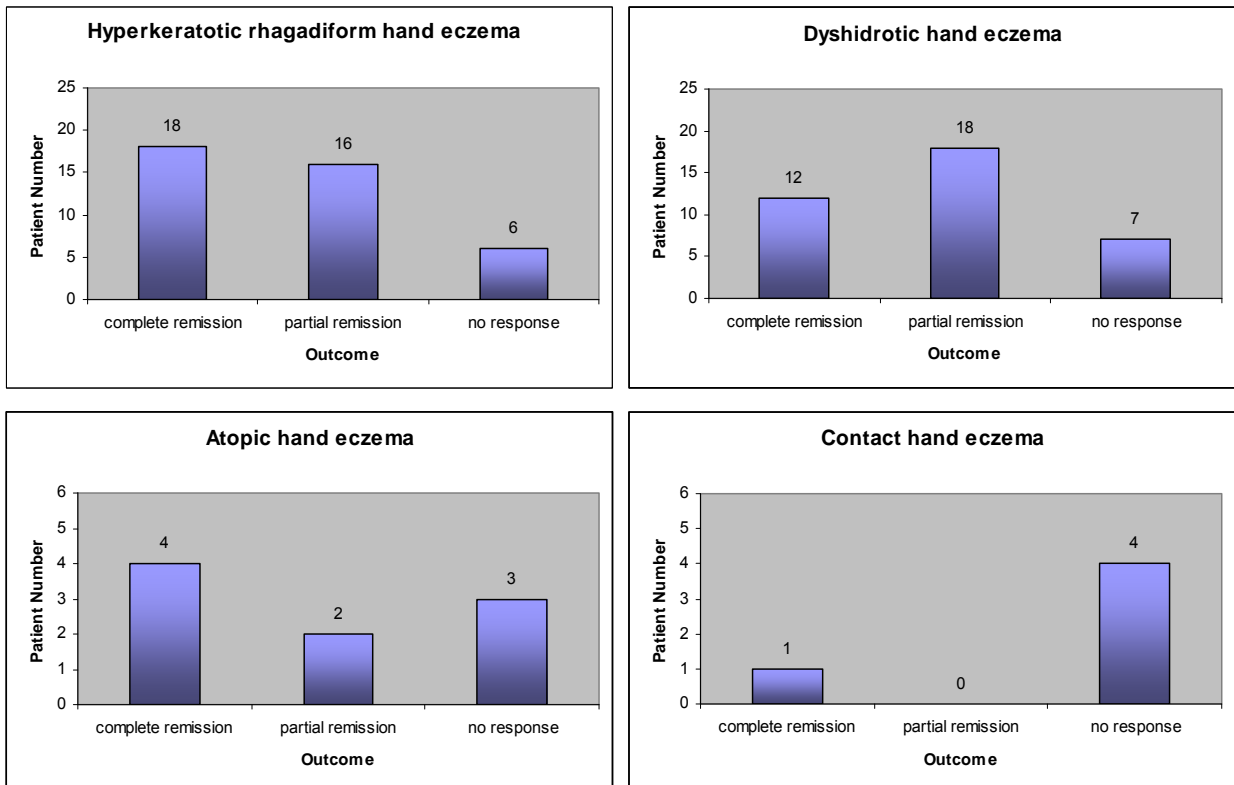 Hyperkeratotic rhagadiform hand eczema
25
20
15
10
5
0
Patient Number
18
16
6
complete remission
partial remission
no response
Outcome
Dyshidrotic hand eczema
25
20
15
10
5
0
Patient Number
12
18
7
complete remission
partial remission
no response
Outcome
Atopic hand eczema
6
5
4
3
2
1
0
Patient Number
4
2
3
complete remission
partial remission
no response
Outcome
Contact hand eczema
6
5
4
3
2
1
0
Patient Number
1
0
4
complete remission
partial remission
no response
Outcome